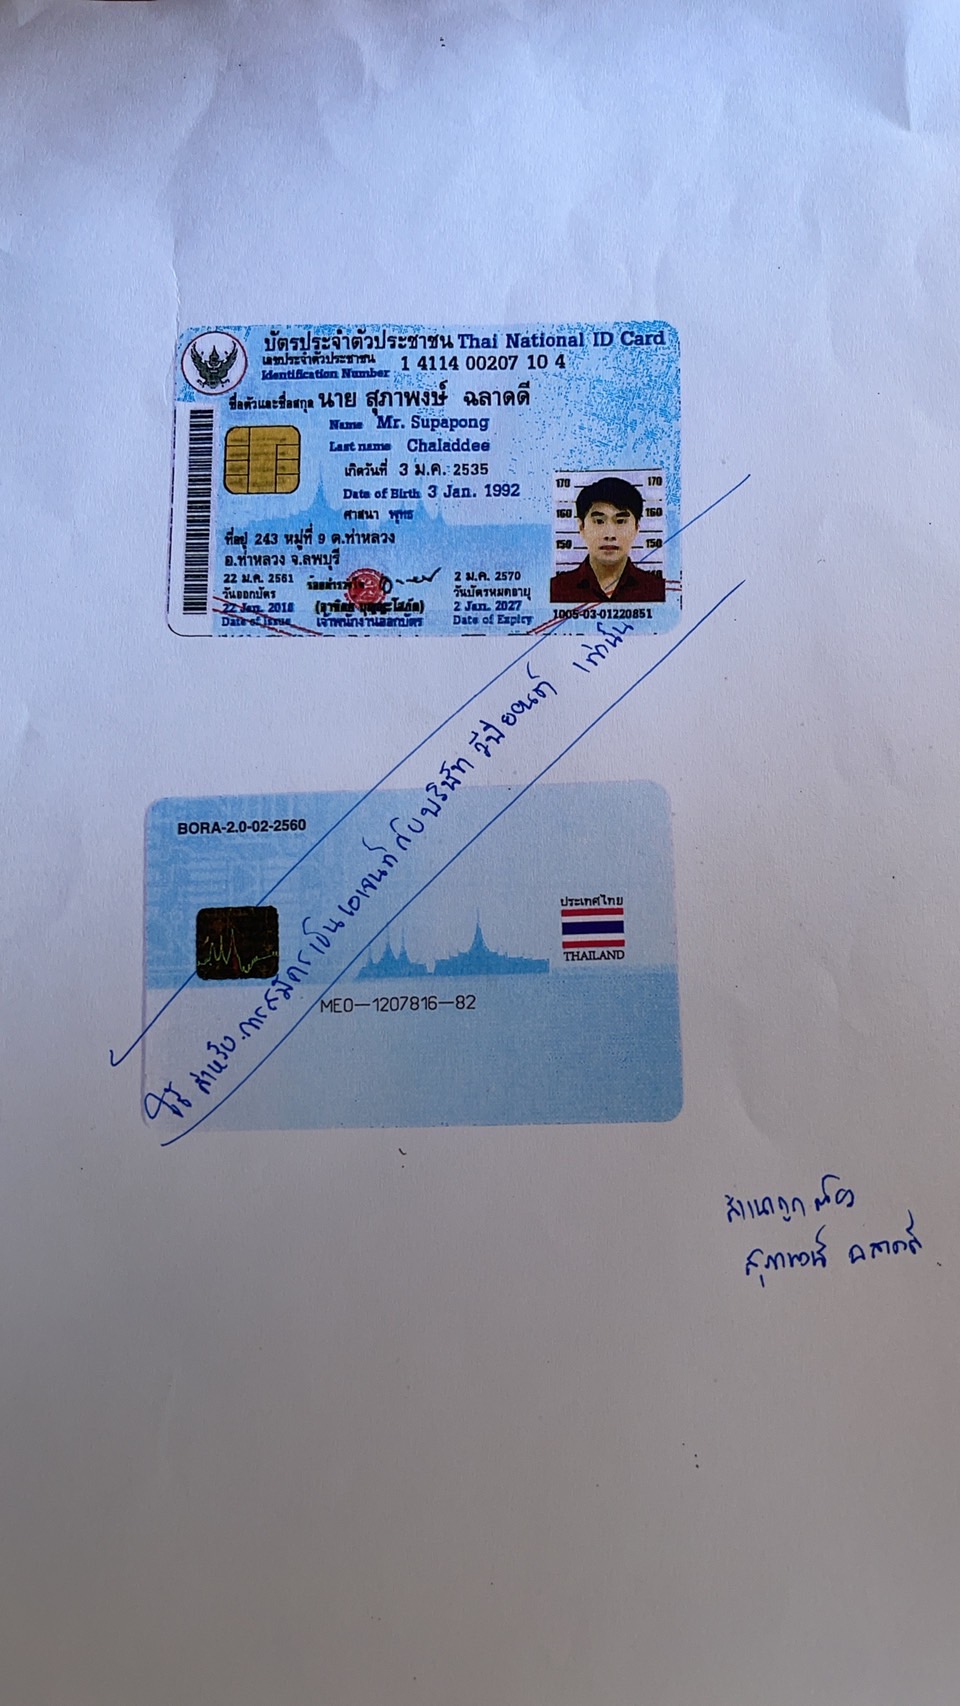 บัตรประจำตัวประชาชน Thai National ID Card
เลขประจำตัวประชาชน
Identification Number
1 4114 00207 10 4
ชื่อตัวและชื่อสกุล นาย สุภาพงษ์ ฉลาดดี
Name Mr. Supapong
Last name Chaladdee
เกิดวันที่ 3 ม.ค. 2535
Date of Birth 3 Jan. 1992
ศาสนา พุทธ
ที่อยู่ 243 หมู่ที่ 9 ต.ท่าหลวง
อ.ท่าหลวง จ.ลพบุรี
22 ม.ค. 2561
วันออกบัตร
22 Jan. 2018
Date of Issue
เจ้าพนักงานออกบัตร
2 ม.ค. 2570
วันบัตรหมดอายุ
2 Jan. 2027
Date of Expiry
170 170
160 160
150 150
1005-03-01220851
ใช้ สำหรับ การสมัครเป็นเอเจนท์กับบริษัท บียอนด์ เท่านั้น
BORA-2.0-02-2560
ประเทศไทย
THAILAND
ME0-1207816-82
สำเนาถูกต้อง
สุภาพงษ์ ฉลาดดี